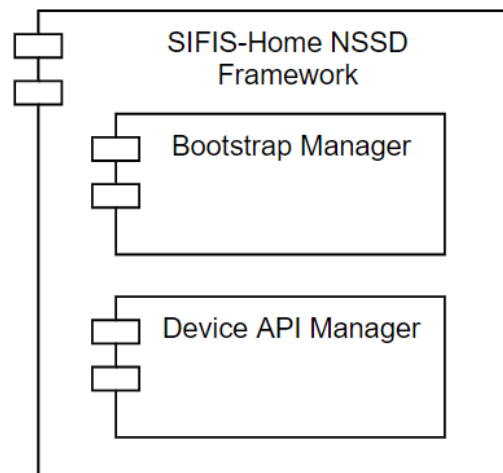 SIFIS-Home NSSD
Framework
Bootstrap Manager
Device API Manager